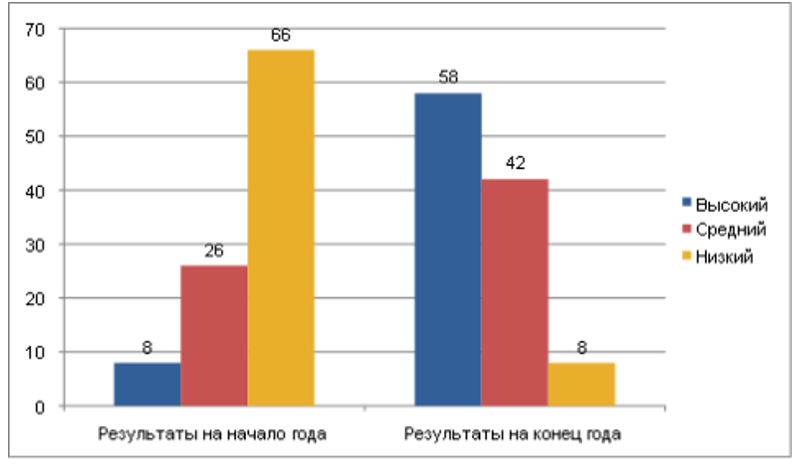 70
60
50
40
30
20
10
0
8
26
66
58
42
8
Результаты на начало года
Результаты на конец года
Высокий
Средний
Низкий